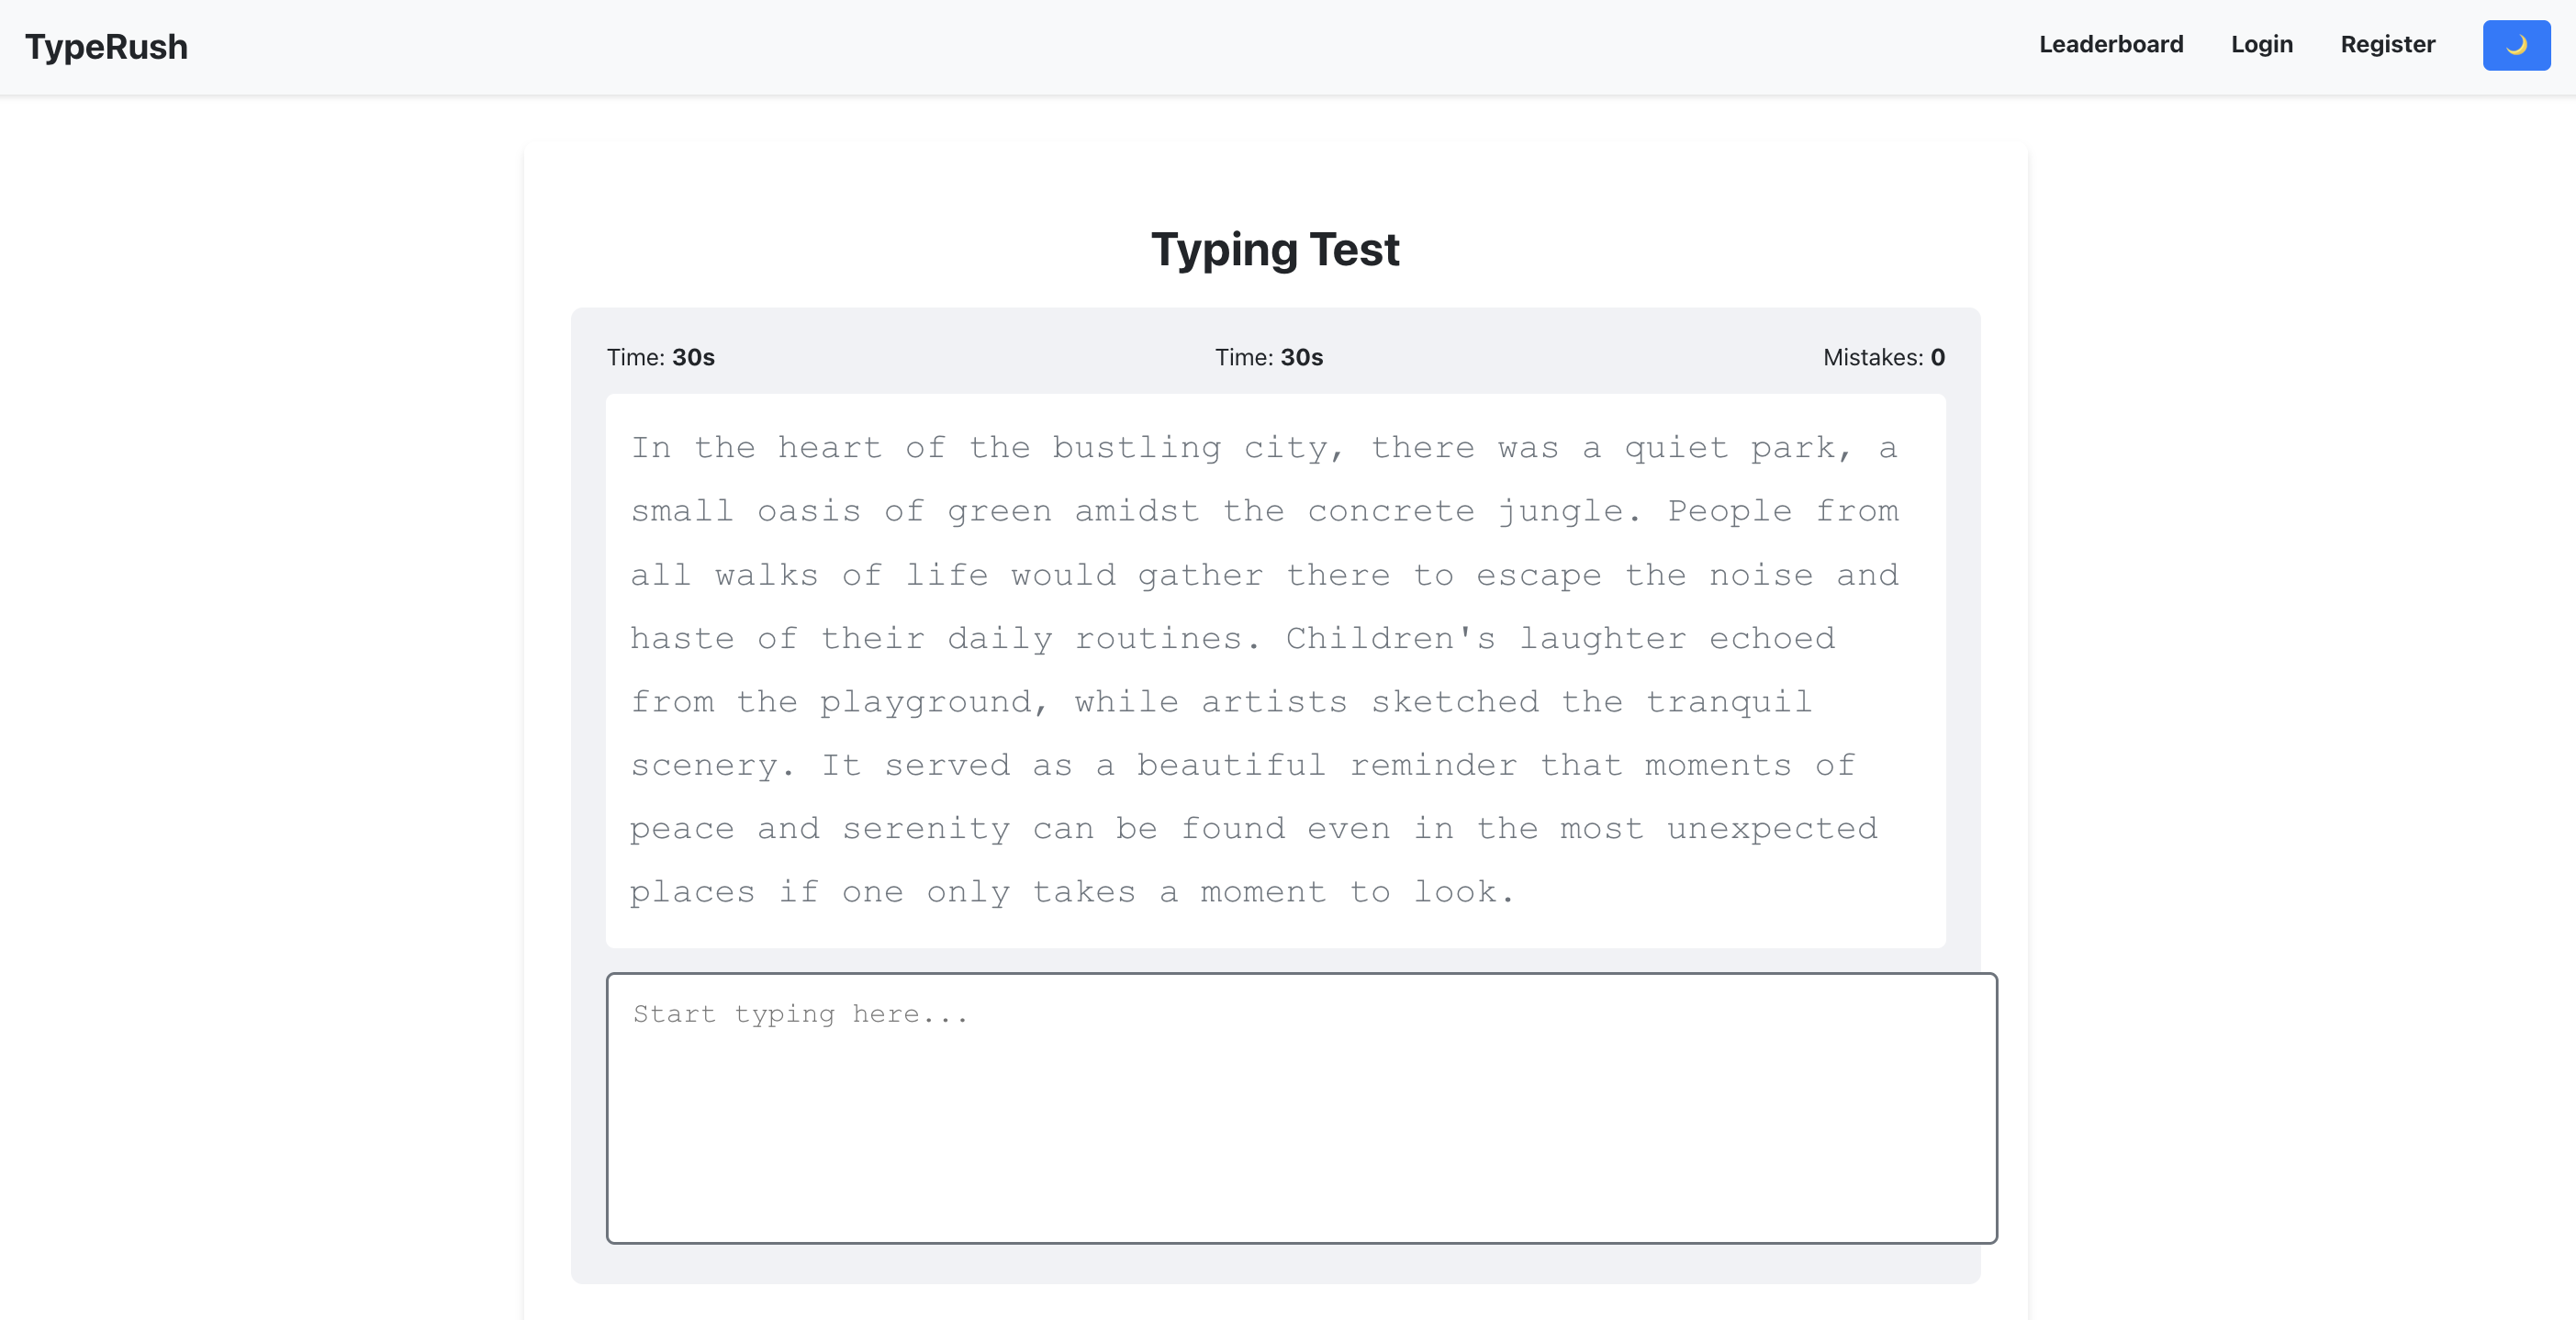 TypeRush
Leaderboard Login Register
Typing Test
Time: 30s Time: 30s Mistakes: 0
In the heart of the bustling city, there was a quiet park, a
small oasis of green amidst the concrete jungle. People from
all walks of life would gather there to escape the noise and
haste of their daily routines. Children's laughter echoed
from the playground, while artists sketched the tranquil
scenery. It served as a beautiful reminder that moments of
peace and serenity can be found even in the most unexpected
places if one only takes a moment to look.
Start typing here...